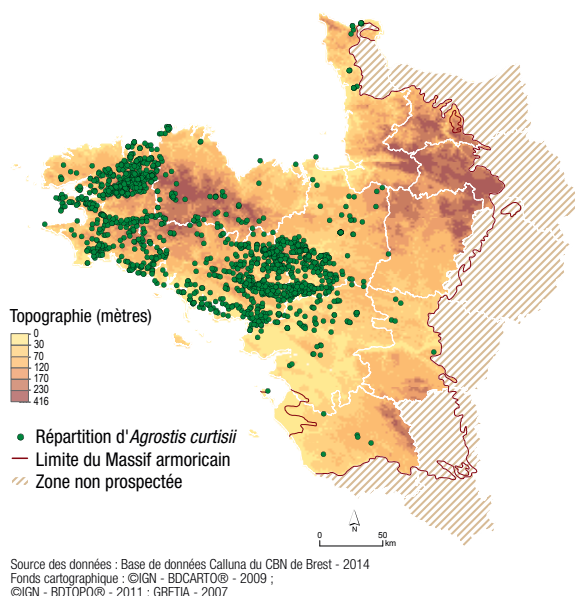 Topographie (mètres)
0
30
70
120
170
230
416
Répartition d'Agrostis curtisii
Limite du Massif armoricain
Zone non prospectée
N
0 50
km
Source des données : Base de données Calluna du CBN de Brest - 2014
Fonds cartographique : ©IGN - BDCARTO® - 2009 ;
©IGN - BDTOPO® - 2011 ; GRETIA - 2007